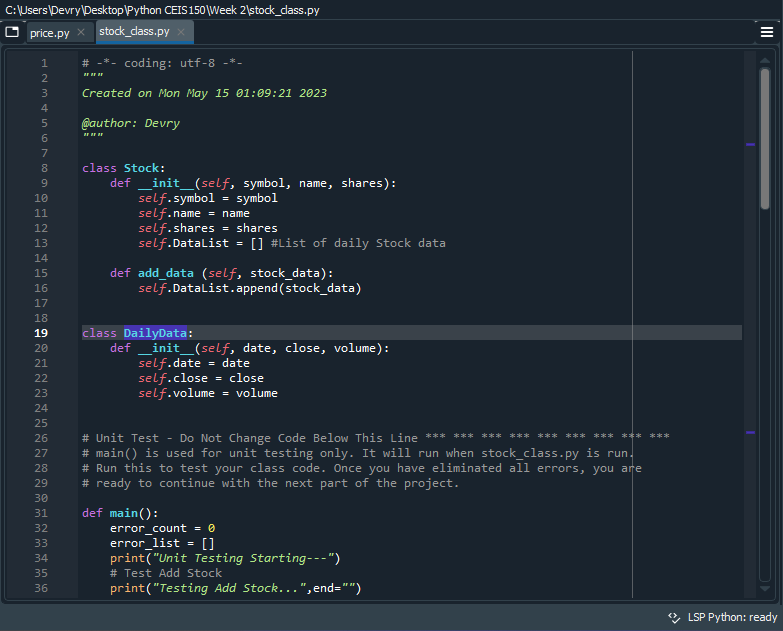 C:\Users\Devry\Desktop\Python CEIS150\Week 2\stock_class.py
price.py × stock_class.py ×
1 # -*- coding: utf-8 -*-
2 """
3 Created on Mon May 15 01:09:21 2023
4
5 @author: Devry
6 """
7
8 class Stock:
9     def __init__(self, symbol, name, shares):
10         self.symbol = symbol
11         self.name = name
12         self.shares = shares
13         self.DataList = [] #List of daily Stock data
14
15     def add_data (self, stock_data):
16         self.DataList.append(stock_data)
17
18
19 class DailyData:
20     def __init__(self, date, close, volume):
21         self.date = date
22         self.close = close
23         self.volume = volume
24
25
26 # Unit Test - Do Not Change Code Below This Line *** *** *** *** *** *** *** *** ***
27 # main() is used for unit testing only. It will run when stock_class.py is run.
28 # Run this to test your class code. Once you have eliminated all errors, you are
29 # ready to continue with the next part of the project.
30
31 def main():
32     error_count = 0
33     error_list = []
34     print("Unit Testing Starting---")
35     # Test Add Stock
36     print("Testing Add Stock...",end="")
LSP Python: ready